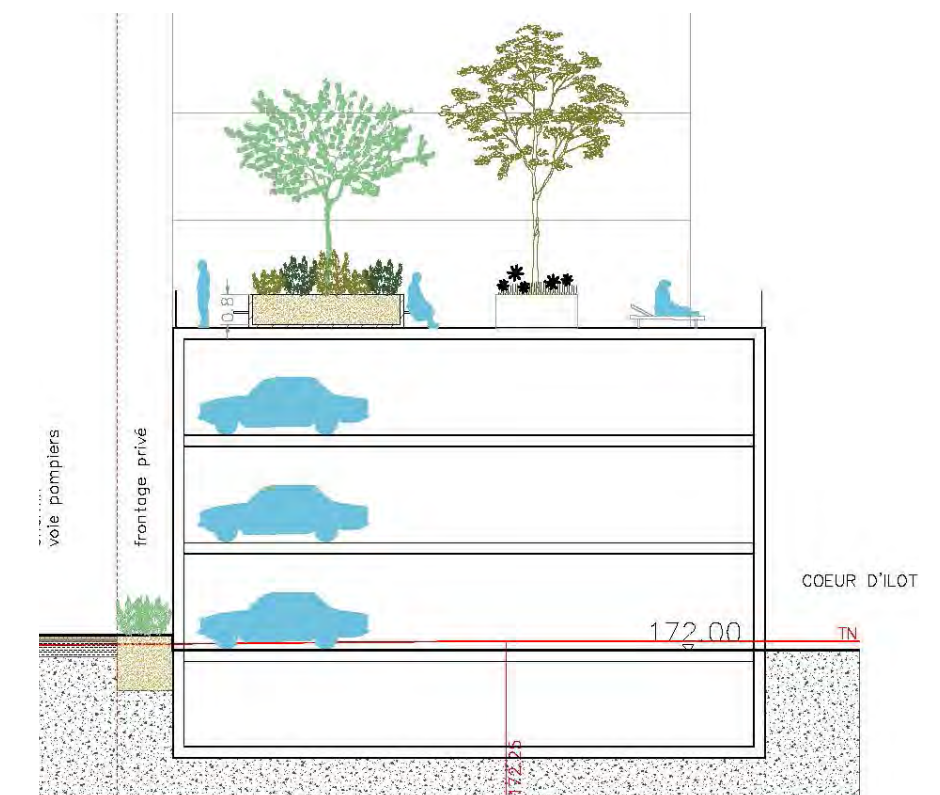 0.8
voie pompiers
frontage privé
COEUR D'ILOT
172.00
TN
172.25